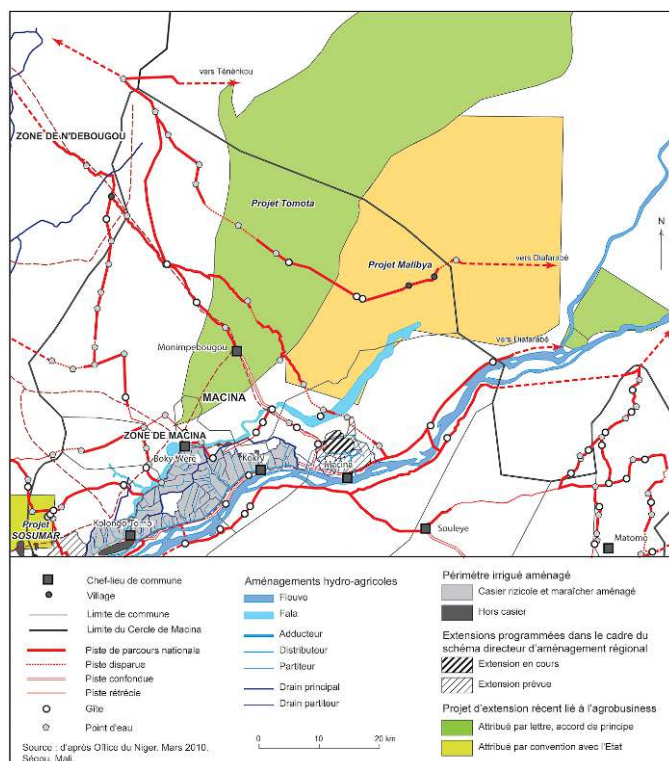 vers Ténénkou
ZONE DE N'DEBOUGOU
Projet Tomota
N
Projet Malibya
vers Diafarabé
vers Diafarabé
Monimpebougou
MACINA
ZONE DE MACINA
Boky Wéré
Kokry
Macina
Projet
SOSUMAR
Kolongo Tomo
Souleye
Matomo
Chef-lieu de commune
Village
Limite de commune
Limite du Cercle de Macina
Piste de parcours nationale
Piste disparue
Piste confondue
Piste rétrécie
Gîte
Point d'eau
Source : d'après Office du Niger. Mars 2010.
Ségou, Mali.
Aménagements hydro-agricoles
Fleuve
Fala
Adducteur
Distributeur
Partiteur
Drain principal
Drain partiteur
0 10 20 km
Périmètre irrigué aménagé
Casier rizicole et maraîcher aménagé
Hors casier
Extensions programmées dans le cadre du
schéma directeur d'aménagement régional
Extension en cours
Extension prévue
Projet d'extension récent lié à l'agrobusiness
Attribué par lettre, accord de principe
Attribué par convention avec l'Etat